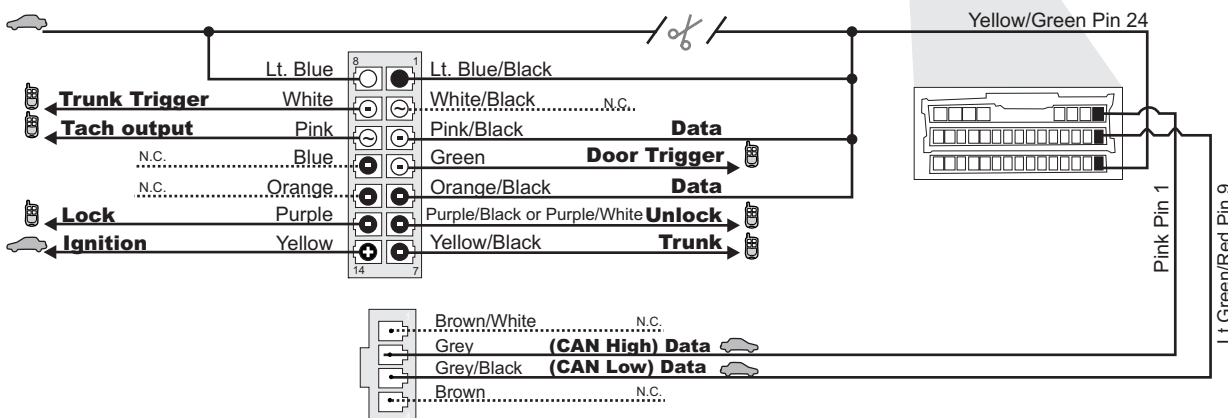 Yellow/Green Pin 24
8 1
Lt. Blue Lt. Blue/Black
Trunk Trigger White White/Black N.C.
Tach output Pink Pink/Black Data
N.C. Blue Green Door Trigger
N.C. Orange Orange/Black Data
Lock Purple Purple/Black or Purple/White Unlock
Ignition Yellow Yellow/Black Trunk
14 7
Pink Pin 1
Lt Green/Red Pin 9
Brown/White N.C.
Grey (CAN High) Data
Grey/Black (CAN Low) Data
Brown N.C.